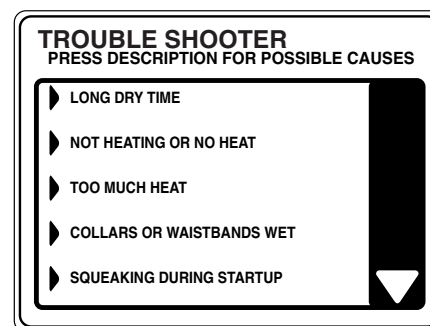 TROUBLE SHOOTER
PRESS DESCRIPTION FOR POSSIBLE CAUSES
LONG DRY TIME
NOT HEATING OR NO HEAT
TOO MUCH HEAT
COLLARS OR WAISTBANDS WET
SQUEAKING DURING STARTUP